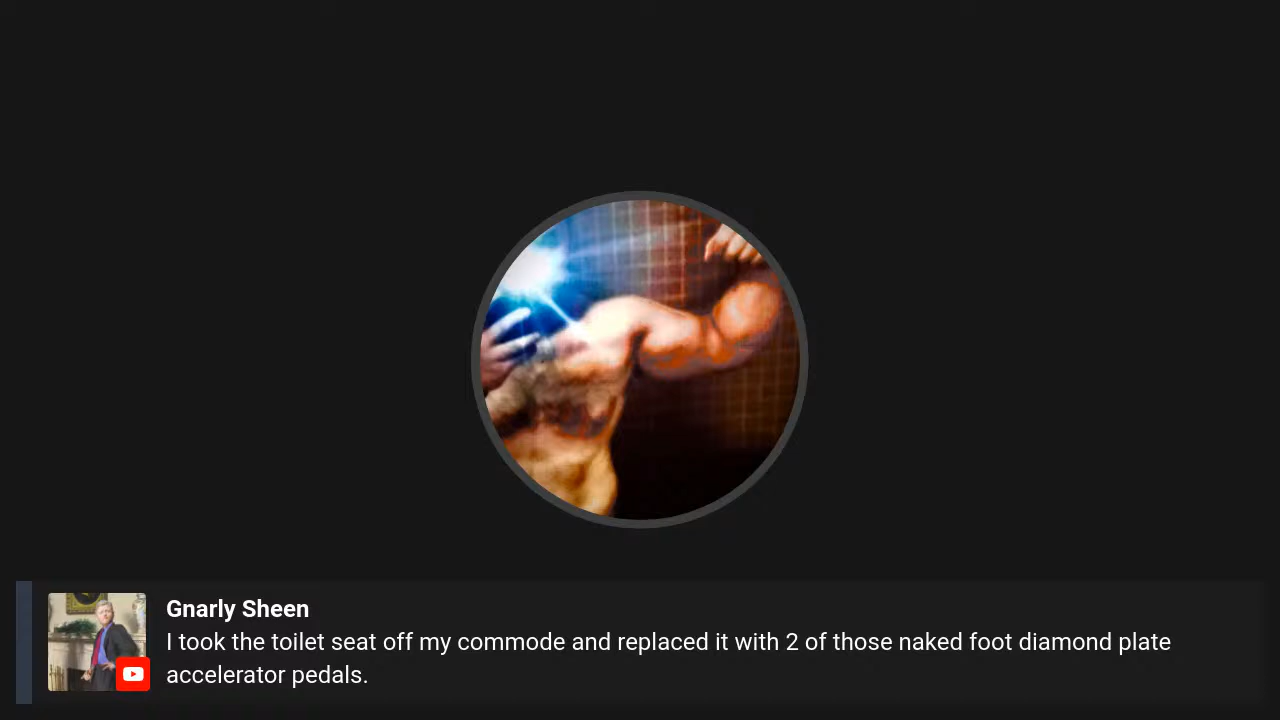 Gnarly Sheen
I took the toilet seat off my commode and replaced it with 2 of those naked foot diamond plate
accelerator pedals.